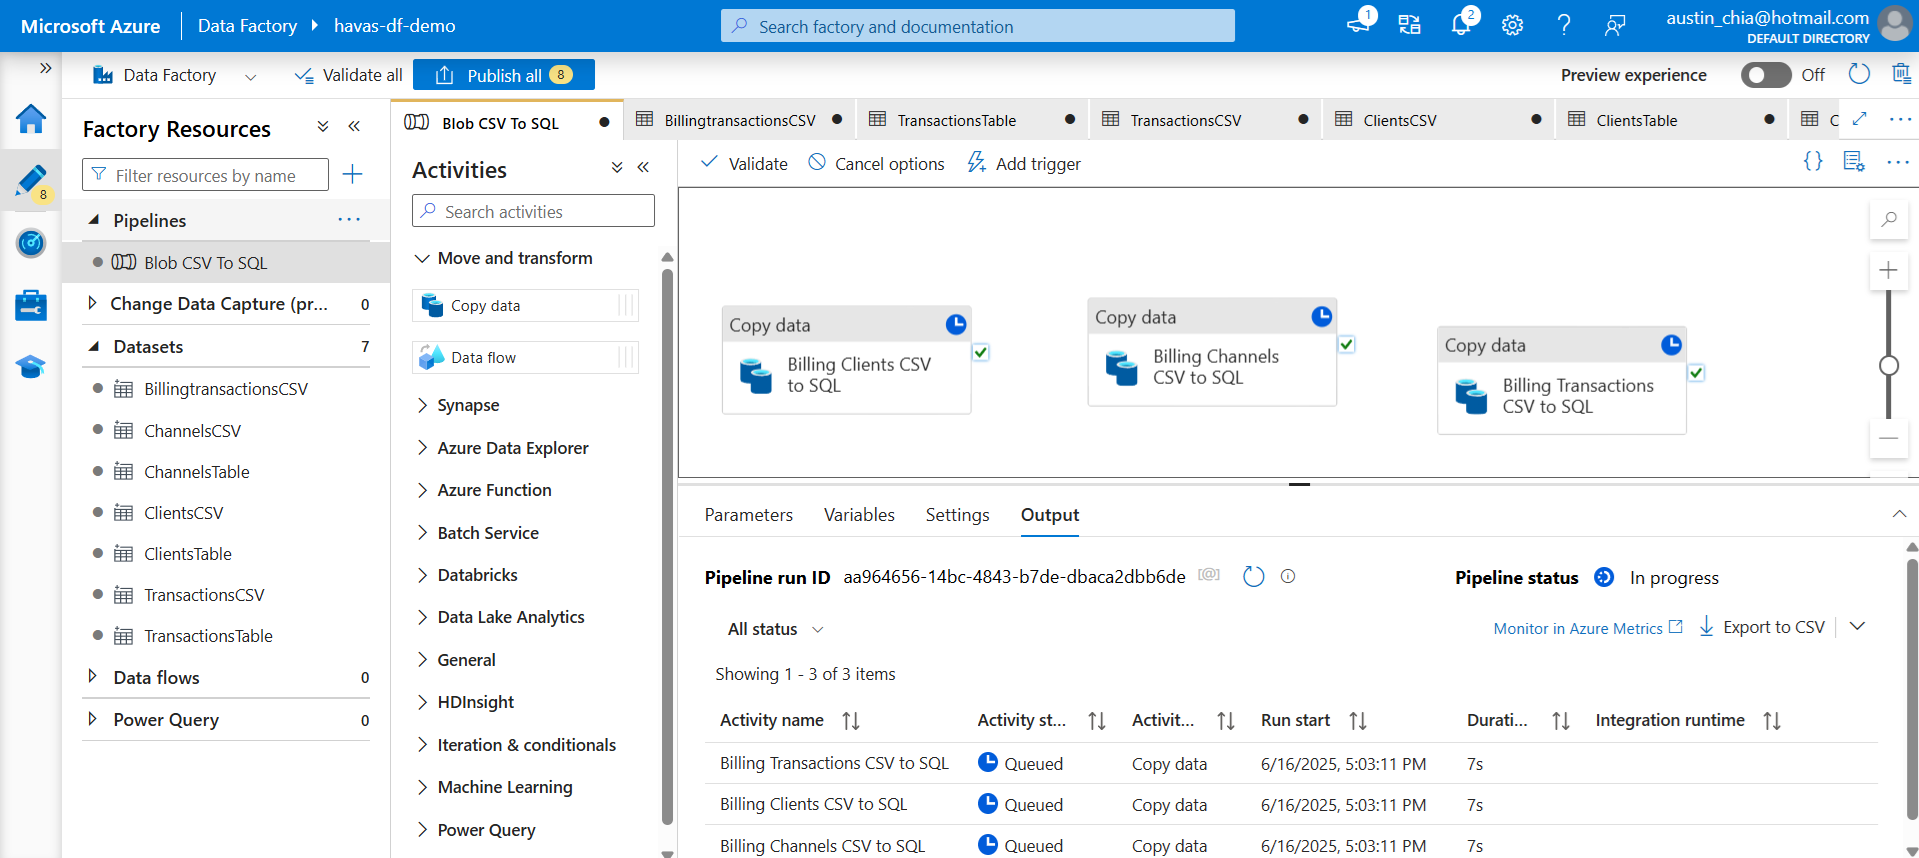 Microsoft Azure
Data Factory
havas-df-demo
Search factory and documentation
1
2
austin_chia@hotmail.com
DEFAULT DIRECTORY
Data Factory
Validate all
Publish all 8
Preview experience
Off
8
Factory Resources
Filter resources by name
Pipelines
Blob CSV To SQL
Change Data Capture (pr... 0
Datasets 7
BillingtransactionsCSV
ChannelsCSV
ChannelsTable
ClientsCSV
ClientsTable
TransactionsCSV
TransactionsTable
Data flows 0
Power Query 0
Blob CSV To SQL
BillingtransactionsCSV
TransactionsTable
TransactionsCSV
ClientsCSV
ClientsTable
C
Activities
Search activities
Move and transform
Copy data
Data flow
Synapse
Azure Data Explorer
Azure Function
Batch Service
Databricks
Data Lake Analytics
General
HDInsight
Iteration & conditionals
Machine Learning
Power Query
Validate
Cancel options
Add trigger
{}
Copy data
Billing Clients CSV
to SQL
Copy data
Billing Channels
CSV to SQL
Copy data
Billing Transactions
CSV to SQL
Parameters
Variables
Settings
Output
Pipeline run ID aa964656-14bc-4843-b7de-dbaca2dbb6de [@]
Pipeline status In progress
All status
Monitor in Azure Metrics
Export to CSV
Showing 1 - 3 of 3 items
Activity name Activity st... Activit... Run start Durati... Integration runtime
Billing Transactions CSV to SQL Queued Copy data 6/16/2025, 5:03:11 PM 7s
Billing Clients CSV to SQL Queued Copy data 6/16/2025, 5:03:11 PM 7s
Billing Channels CSV to SQL Queued Copy data 6/16/2025, 5:03:11 PM 7s